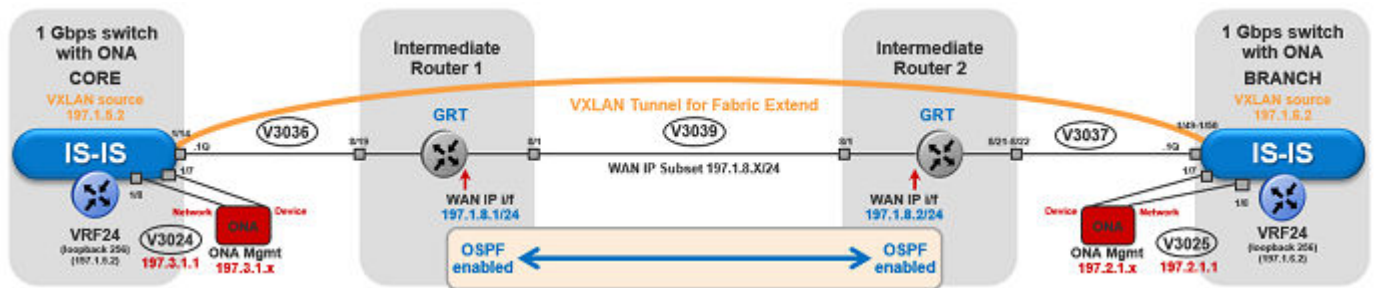 1 Gbps switch
with ONA
CORE
VXLAN source
197.1.5.2
IS-IS
1/14
.1Q
1/7
1/8
Network
Device
ONA
VRF24
(loopback 256)
(197.1.5.2)
V3024
197.3.1.1
ONA Mgmt
197.3.1.x
V3036
Intermediate
Router 1
GRT
8/19
8/1
WAN IP i/f
197.1.8.1/24
VXLAN Tunnel for Fabric Extend
V3039
WAN IP Subset 197.1.8.X/24
OSPF
enabled
OSPF
enabled
Intermediate
Router 2
GRT
8/1
8/21-8/22
WAN IP i/f
197.1.8.2/24
V3037
1 Gbps switch
with ONA
BRANCH
VXLAN source
197.1.6.2
IS-IS
1/49-1/50
.1Q
1/7
Device
Network
ONA
ONA Mgmt
197.2.1.x
V3025
197.2.1.1
VRF24
(loopback 256)
(197.1.6.2)